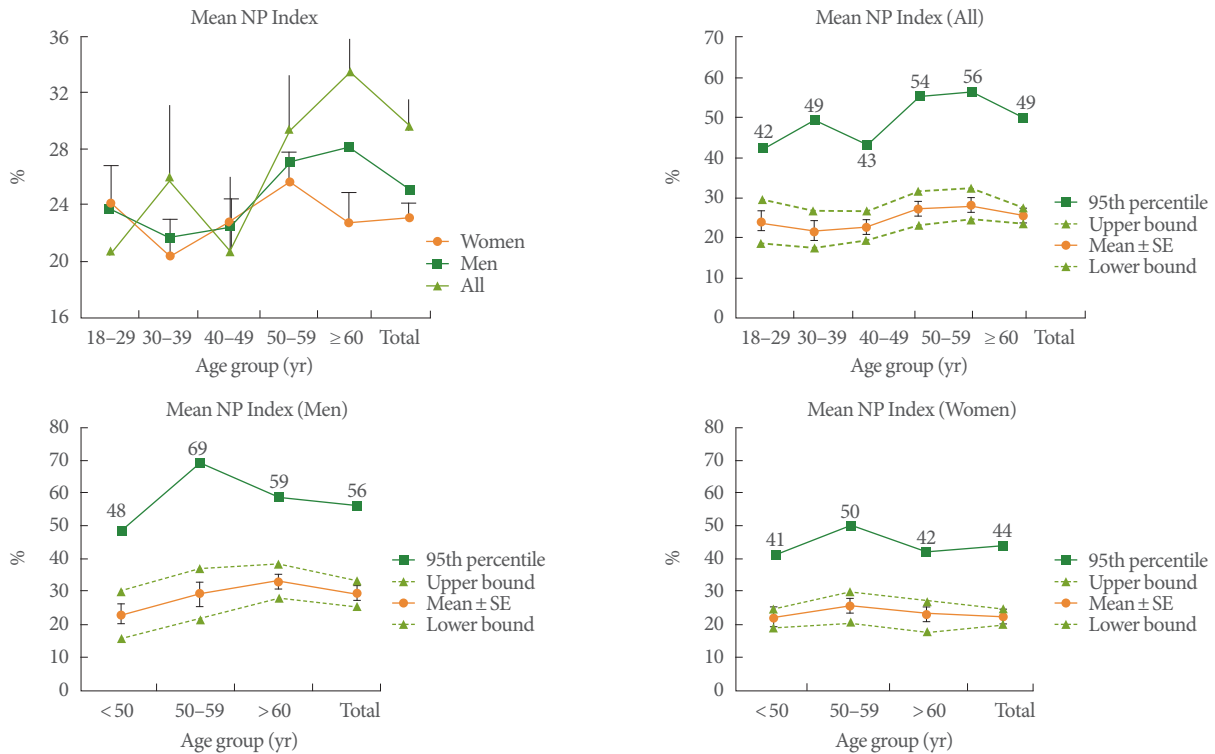 Mean NP Index
36
32
28
24
20
16
%
18–29 30–39 40–49 50–59 ≥60 Total
Age group (yr)
Women
Men
All
Mean NP Index (All)
70
60
50
40
30
20
10
0
%
42
49
43
54
56
49
18–29 30–39 40–49 50–59 ≥60 Total
Age group (yr)
95th percentile
Upper bound
Mean ± SE
Lower bound
Mean NP Index (Men)
80
70
60
50
40
30
20
10
0
%
48
69
59
56
<50 50–59 >60 Total
Age group (yr)
95th percentile
Upper bound
Mean ± SE
Lower bound
Mean NP Index (Women)
80
70
60
50
40
30
20
10
0
%
41
50
42
44
<50 50–59 >60 Total
Age group (yr)
95th percentile
Upper bound
Mean ± SE
Lower bound